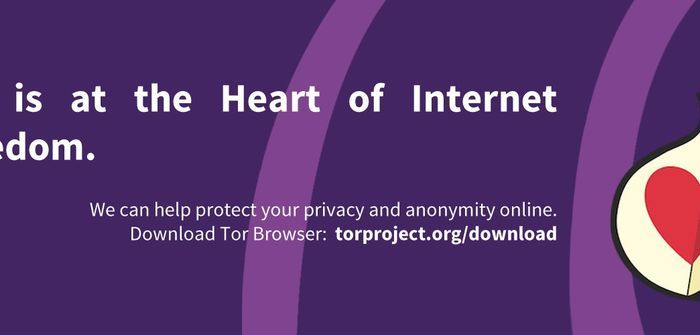 is at the Heart of Internet
edom.
We can help protect your privacy and anonymity online.
Download Tor Browser: torproject.org/download